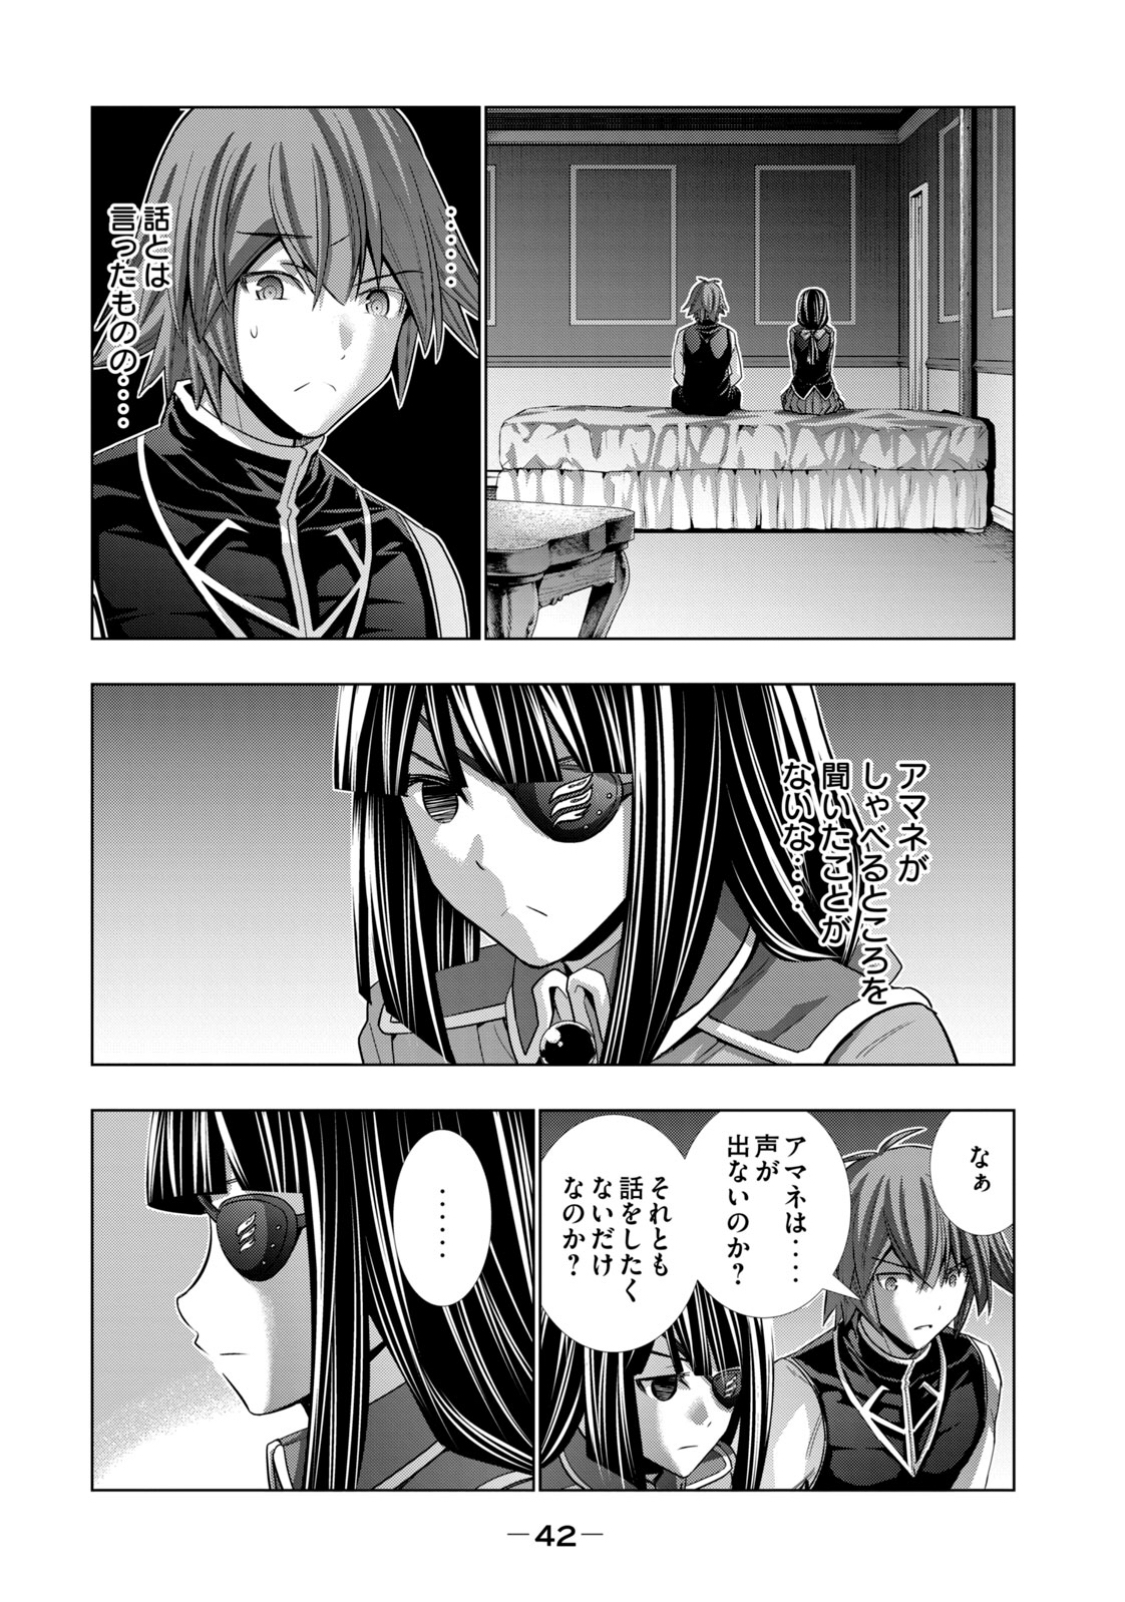 ‥‥‥
話とは
言ったものの‥‥
アマネが
しゃべるところを
聞いたことが
ないな‥‥
なぁ
アマネは‥‥
声が
出ないのか?
それとも
話をしたく
ないだけ
なのか?
‥‥‥
—42—